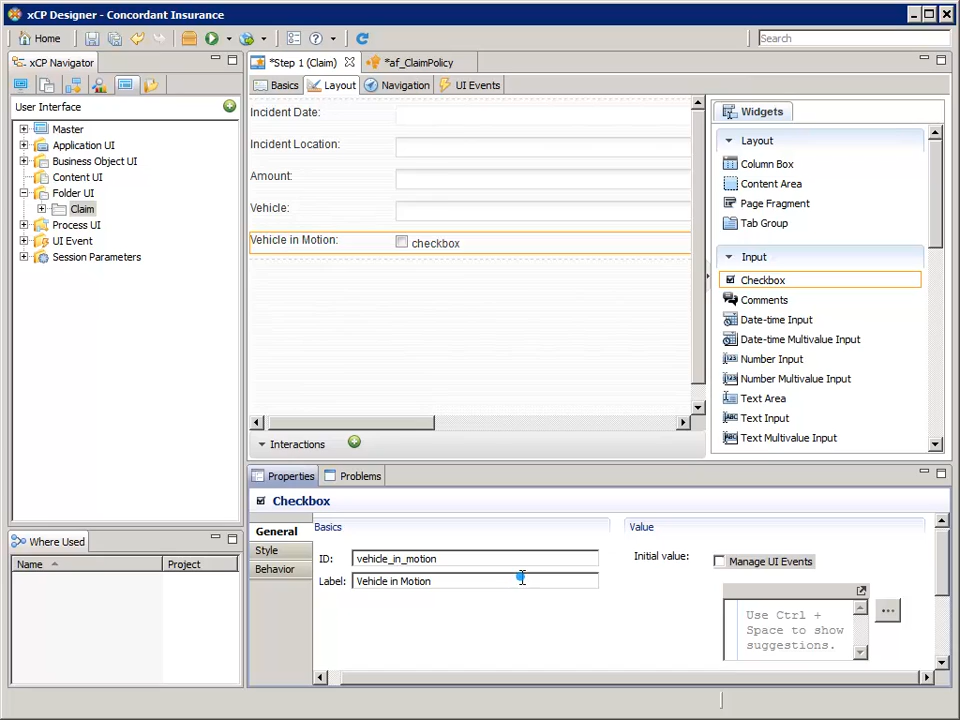 xCP Designer - Concordant Insurance
Home
Search
xCP Navigator
*Step 1 (Claim)
*af_ClaimPolicy
Basics
Layout
Navigation
UI Events
User Interface
Master
Application UI
Business Object UI
Content UI
Folder UI
Claim
Process UI
UI Event
Session Parameters
Incident Date:
Incident Location:
Amount:
Vehicle:
Vehicle in Motion:
checkbox
Interactions
Widgets
Layout
Column Box
Content Area
Page Fragment
Tab Group
Input
Checkbox
Comments
Date-time Input
Date-time Multivalue Input
Number Input
Number Multivalue Input
Text Area
Text Input
Text Multivalue Input
Where Used
Name
Project
Properties
Problems
Checkbox
General
Style
Behavior
Basics
ID:
vehicle_in_motion
Label:
Vehicle in Motion
Value
Initial value:
Manage UI Events
Use Ctrl +
Space to show
suggestions.
...